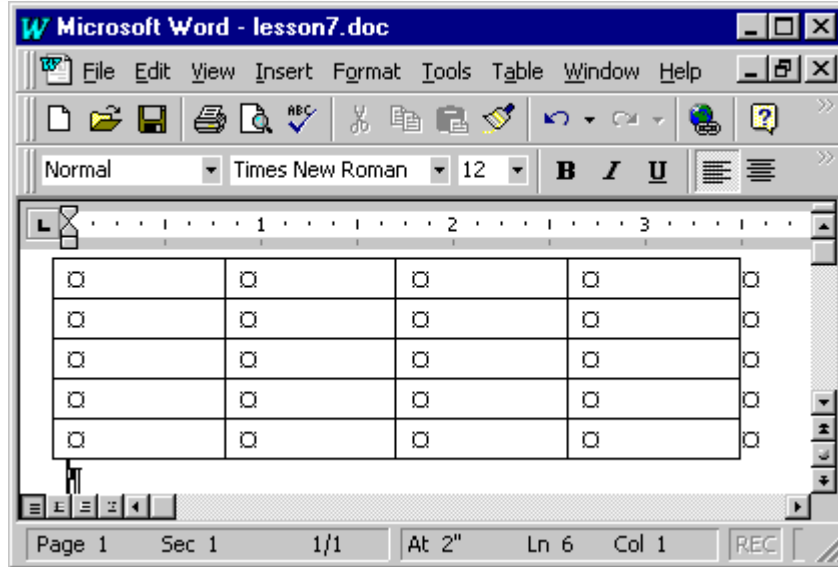 Microsoft Word - lesson7.doc
File Edit View Insert Format Tools Table Window Help
ABC
Normal Times New Roman 12 B I U
1 2 3
¤ ¤ ¤ ¤ ¤
¤ ¤ ¤ ¤ ¤
¤ ¤ ¤ ¤ ¤
¤ ¤ ¤ ¤ ¤
¤ ¤ ¤ ¤ ¤
¶
Page 1 Sec 1 1/1 At 2" Ln 6 Col 1 REC